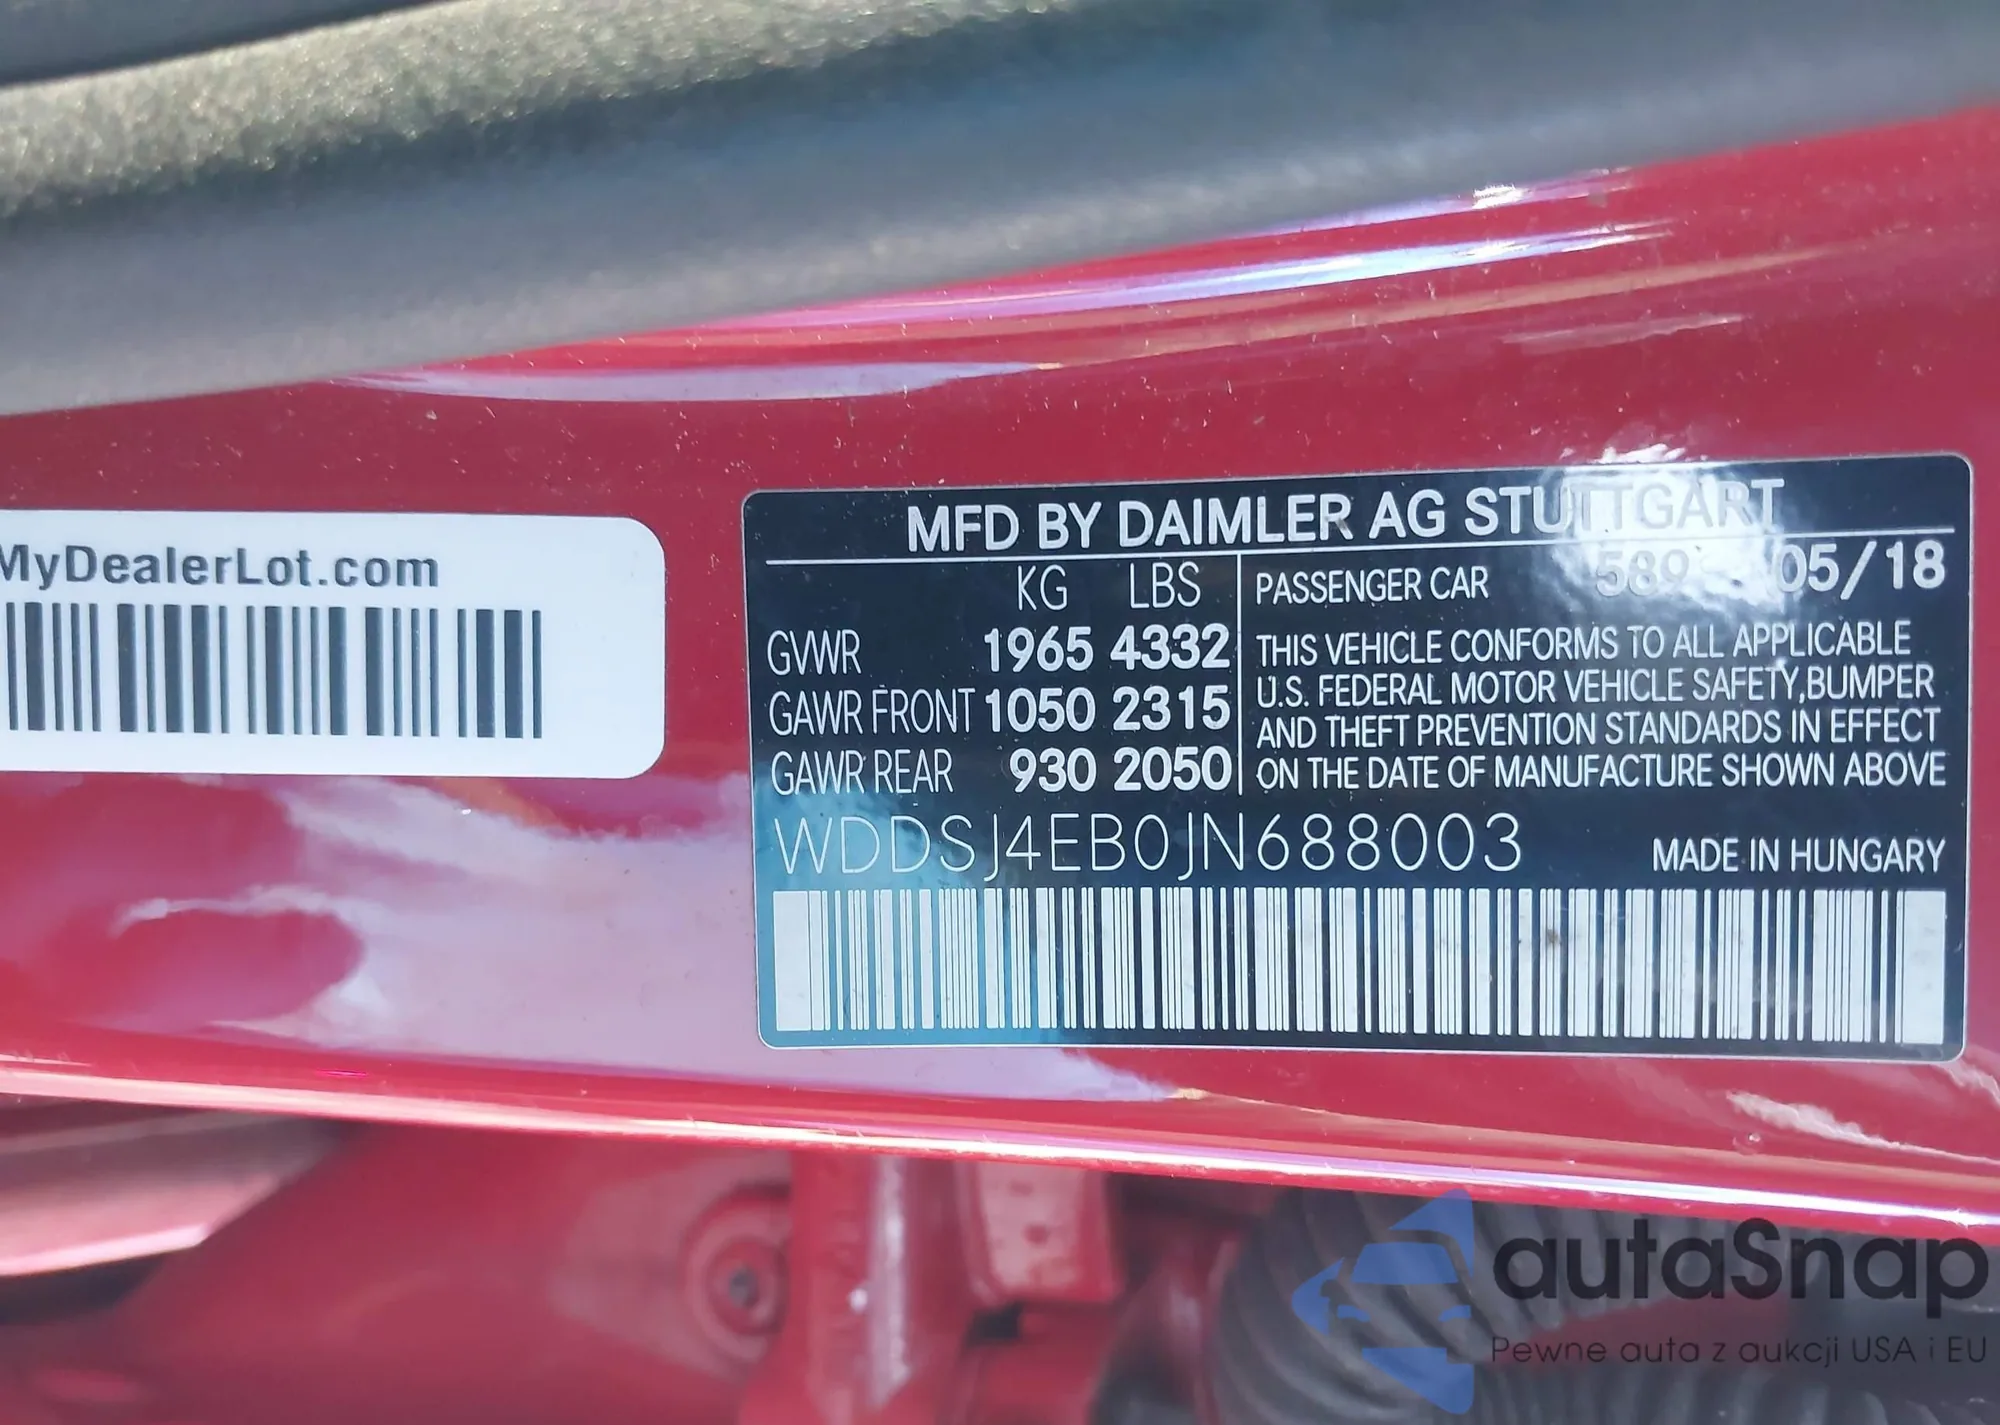 MyDealerLot.com
MFD BY DAIMLER AG STUTTGART
KG LBS
GVWR 1965 4332
GAWR FRONT 1050 2315
GAWR REAR 930 2050
PASSENGER CAR 589 05/18
THIS VEHICLE CONFORMS TO ALL APPLICABLE
U.S. FEDERAL MOTOR VEHICLE SAFETY,BUMPER
AND THEFT PREVENTION STANDARDS IN EFFECT
ON THE DATE OF MANUFACTURE SHOWN ABOVE
WDDSJ4EB0JN688003
MADE IN HUNGARY
autaSnap
Pewne auta z aukcji USA i EU